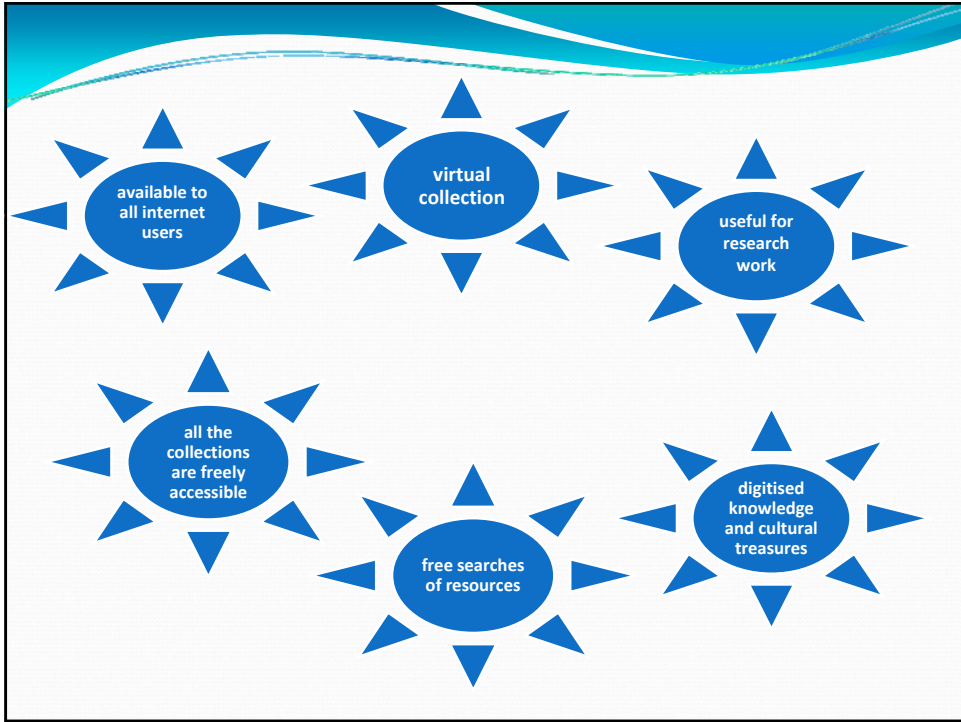 available to
all internet
users
virtual
collection
useful for
research
work
all the
collections
are freely
accessible
free searches
of resources
digitised
knowledge
and cultural
treasures